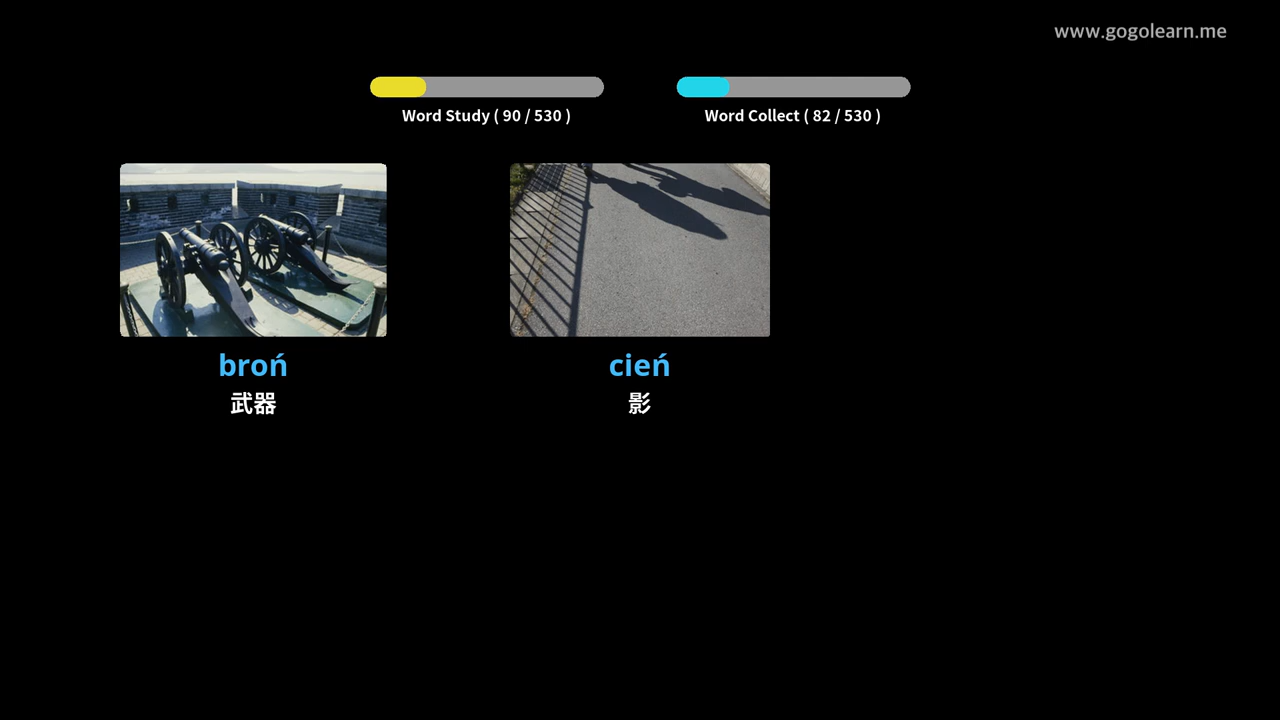 www.gogolearn.me
Word Study ( 90 / 530 )
Word Collect ( 82 / 530 )
broń
武器
cień
影